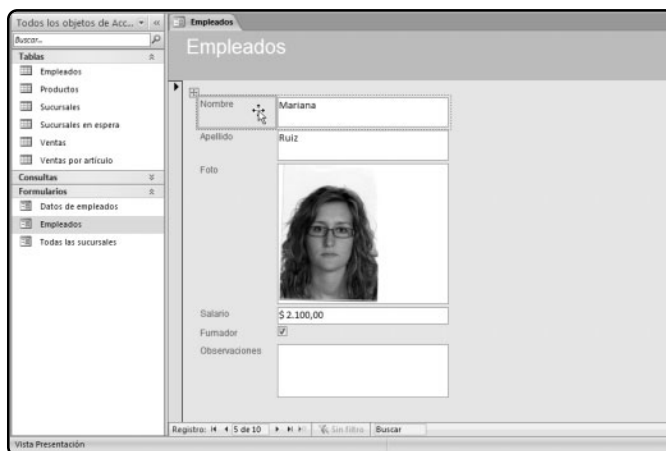 Todos los objetos de Acc...
Buscar...
Tablas
Empleados
Productos
Sucursales
Sucursales en espera
Ventas
Ventas por artículo
Consultas
Formularios
Datos de empleados
Empleados
Todas las sucursales
Empleados
Empleados
Nombre Mariana
Apellido Ruiz
Foto
Salario $ 2.100,00
Fumador
Observaciones
Registro: 5 de 10 Sin filtro Buscar
Vista Presentación